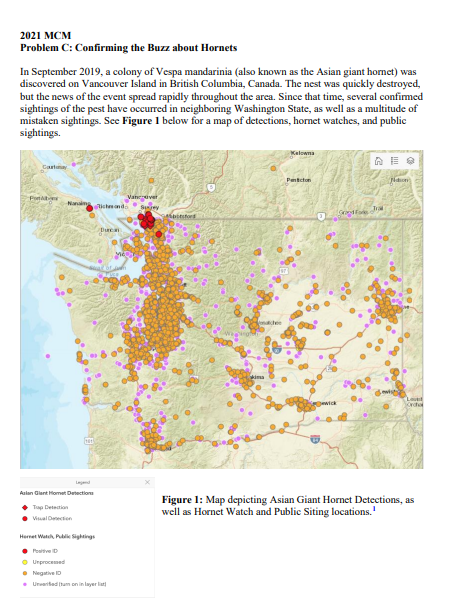 2021 MCM
Problem C: Confirming the Buzz about Hornets
In September 2019, a colony of Vespa mandarinia (also known as the Asian giant hornet) was
discovered on Vancouver Island in British Columbia, Canada. The nest was quickly destroyed,
but the news of the event spread rapidly throughout the area. Since that time, several confirmed
sightings of the pest have occurred in neighboring Washington State, as well as a multitude of
mistaken sightings. See Figure 1 below for a map of detections, hornet watches, and public
sightings.
Kelowna
Courtenay
Penticton
Nelson
Port Alberni
Nanaimo
Vancouver
Richmond
Surrey
Abbotsford
Grand Forks
Trail
Duncan
Strait of Juan
Legend
Asian Giant Hornet Detections
Trap Detection
Visual Detection
Hornet Watch, Public Sightings
Positive ID
Unprocessed
Negative ID
Unverified (turn on in layer list)
Figure 1: Map depicting Asian Giant Hornet Detections, as
well as Hornet Watch and Public Siting locations.1